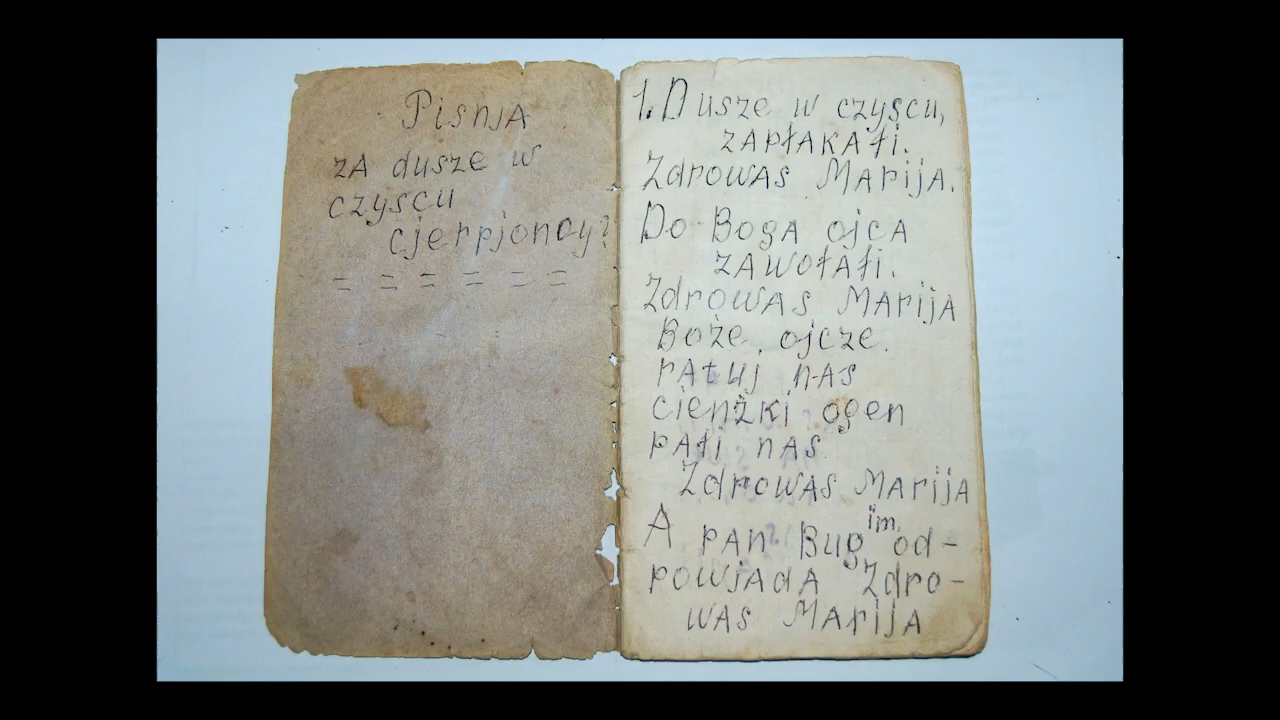 Pisnja
za dusze w
czyscu
cjerpjoncy?
= = = = = =
1. Dusze w czyscu,
zapłakałi.
Zdrowas Marija.
Do Boga ojca
zawołałi.
Zdrowas Marija
Boże, ojcze.
ratuj nas
cienżki ogen
pałi nas
Zdrowas Marija
A pan Bug im od-
powjada Zdro-
was Marija